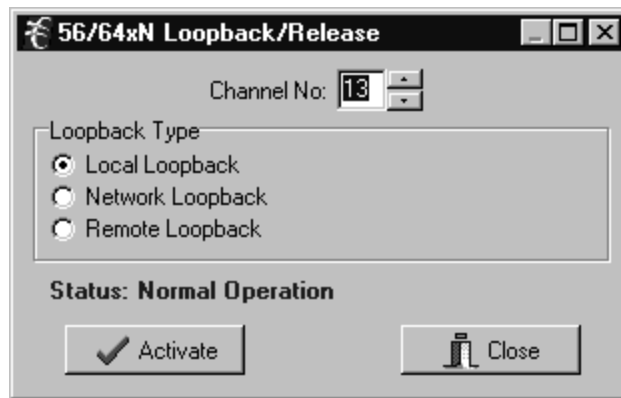 56/64xN Loopback/Release
Channel No: 13
Loopback Type
Local Loopback
Network Loopback
Remote Loopback
Status: Normal Operation
Activate Close